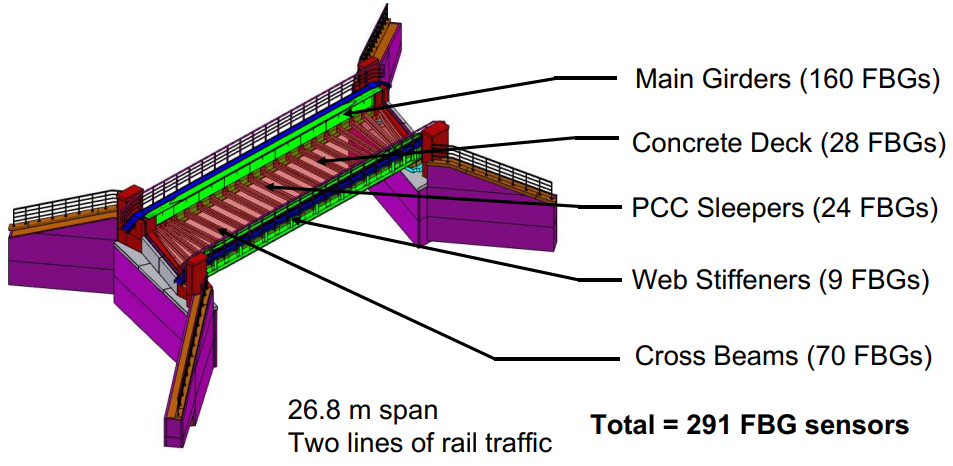 Main Girders (160 FBGs)
Concrete Deck (28 FBGs)
PCC Sleepers (24 FBGs)
Web Stiffeners (9 FBGs)
Cross Beams (70 FBGs)
26.8 m span
Two lines of rail traffic
Total = 291 FBG sensors